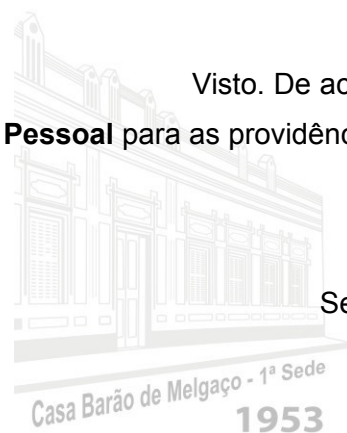 Visto. De ac
Pessoal para as providênc
Se
Casa Barão de Melgaço - 1ª Sede
1953